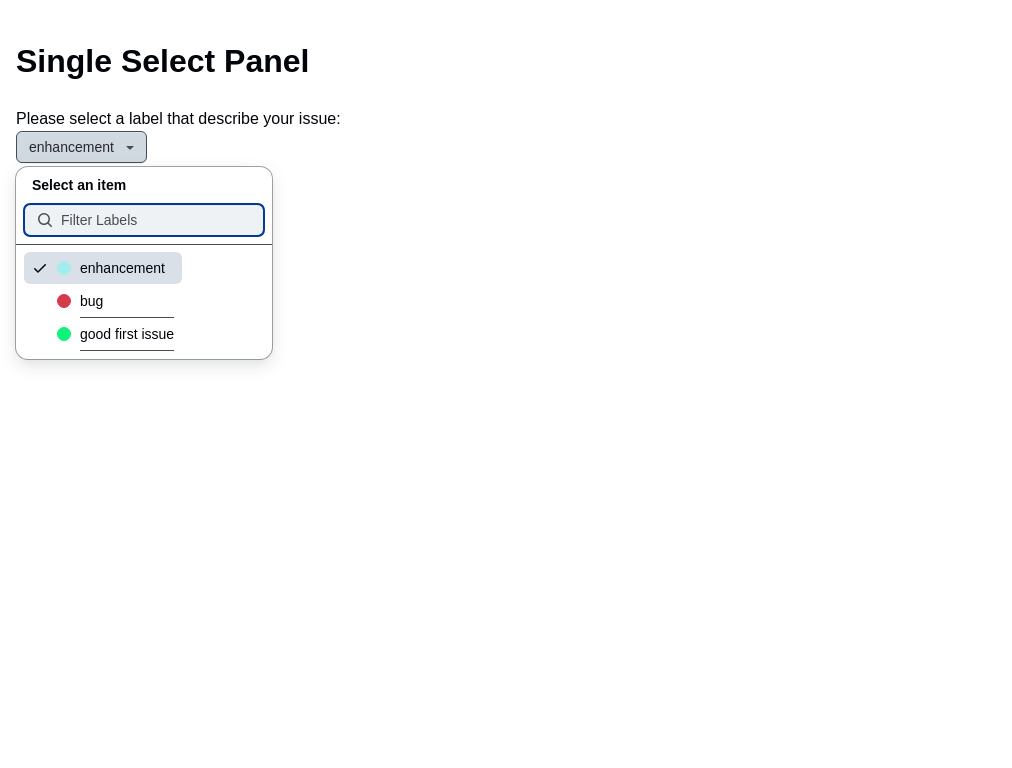 Single Select Panel
Please select a label that describe your issue:
enhancement
Select an item
Filter Labels
enhancement
bug
good first issue